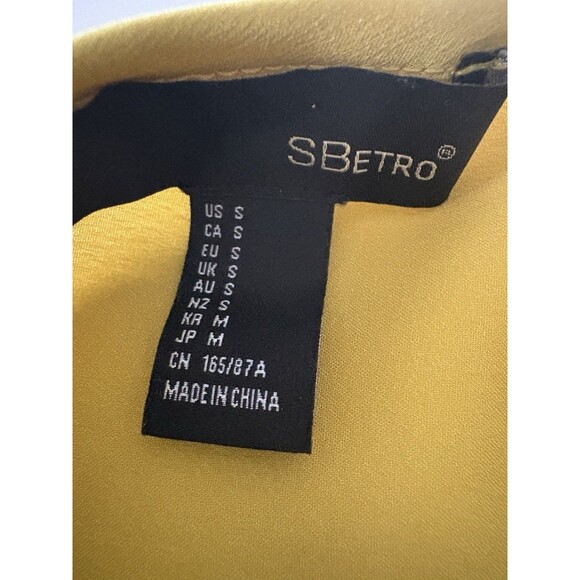 SBETRO®
US S
CA S
EU S
UK S
AU S
NZ S
KR M
JP M
CN 165/87A
MADE IN CHINA